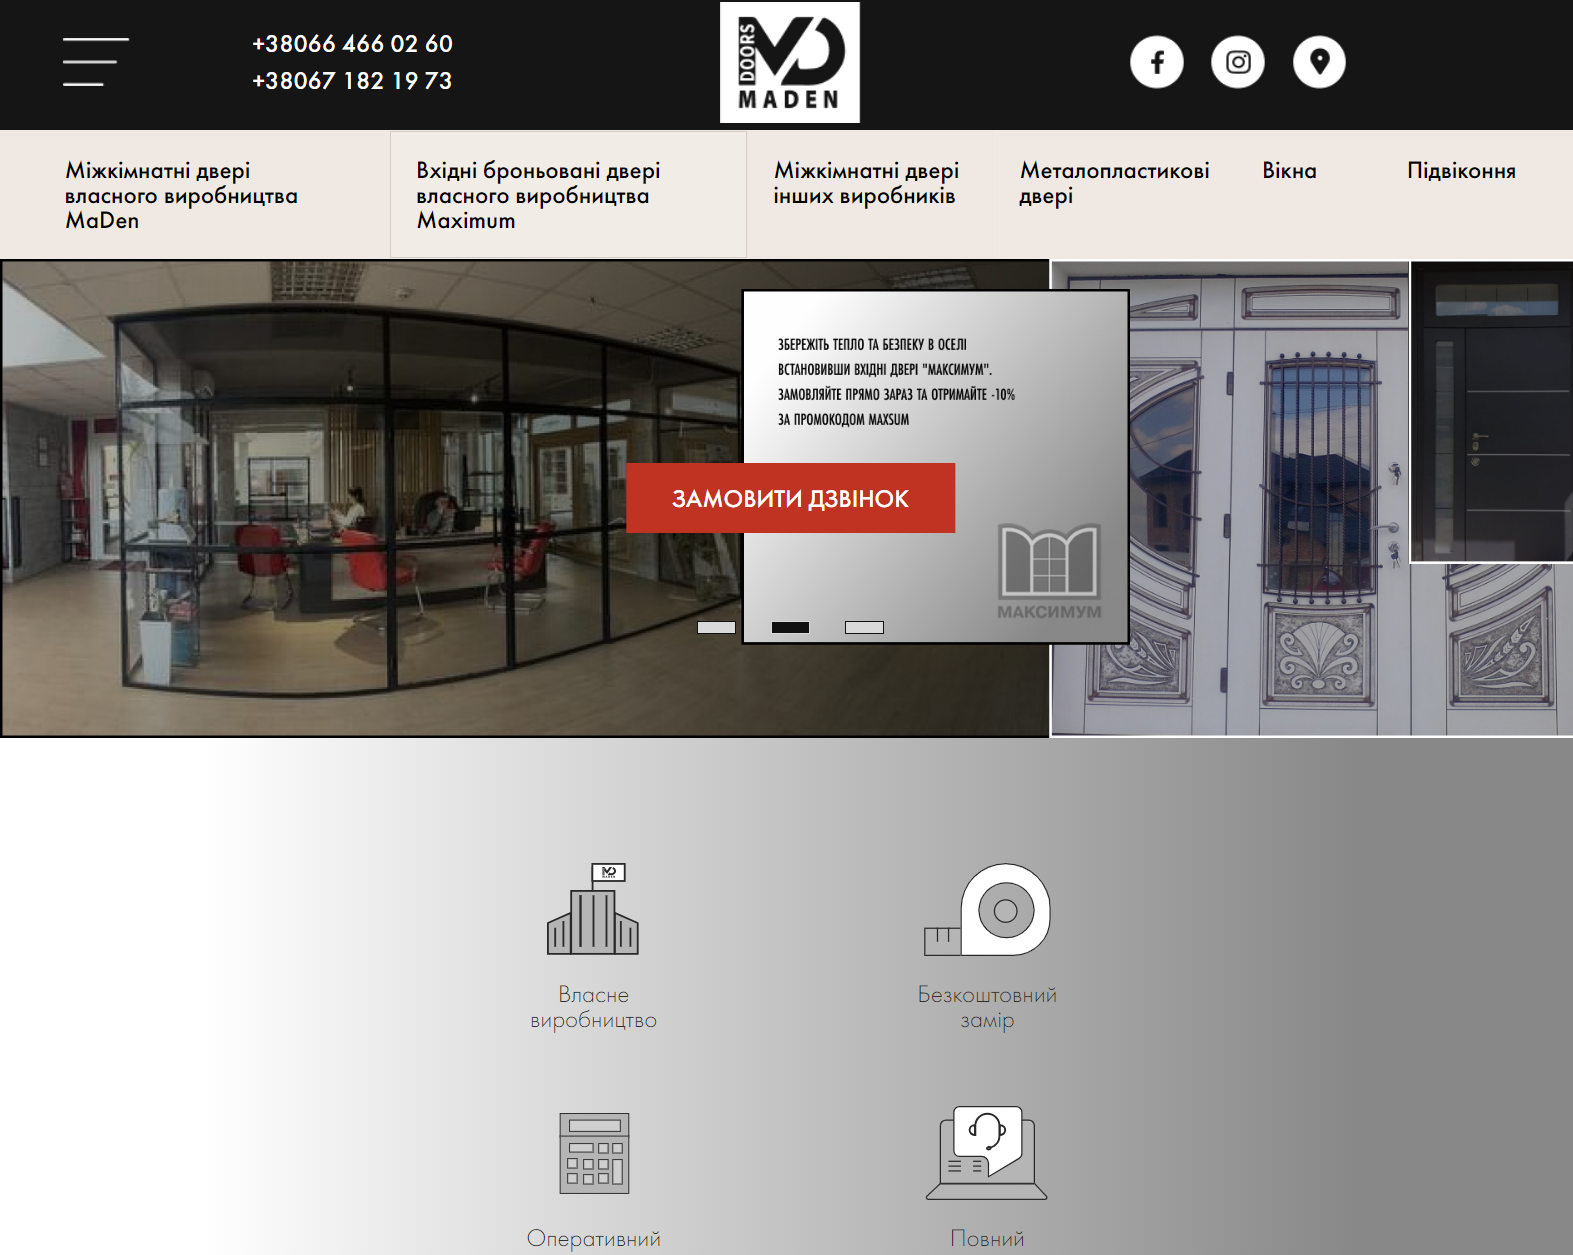 +38066 466 02 60
+38067 182 19 73
DOORS
MADEN
Міжкімнатні двері
власного виробництва
MaDen
Вхідні броньовані двері
власного виробництва
Maximum
Міжкімнатні двері
інших виробників
Металопластикові
двері
Вікна
Підвіконня
ЗБЕРЕЖІТЬ ТЕПЛО ТА БЕЗПЕКУ В ОСЕЛІ
ВСТАНОВИВШИ ВХІДНІ ДВЕРІ "МАКСИМУМ".
ЗАМОВЛЯЙТЕ ПРЯМО ЗАРАЗ ТА ОТРИМАЙТЕ -10%
ЗА ПРОМОКОДОМ MAXSUM
ЗАМОВИТИ ДЗВІНОК
МАКСИМУМ
Власне
виробництво
Безкоштовний
замір
Оперативний
Повний